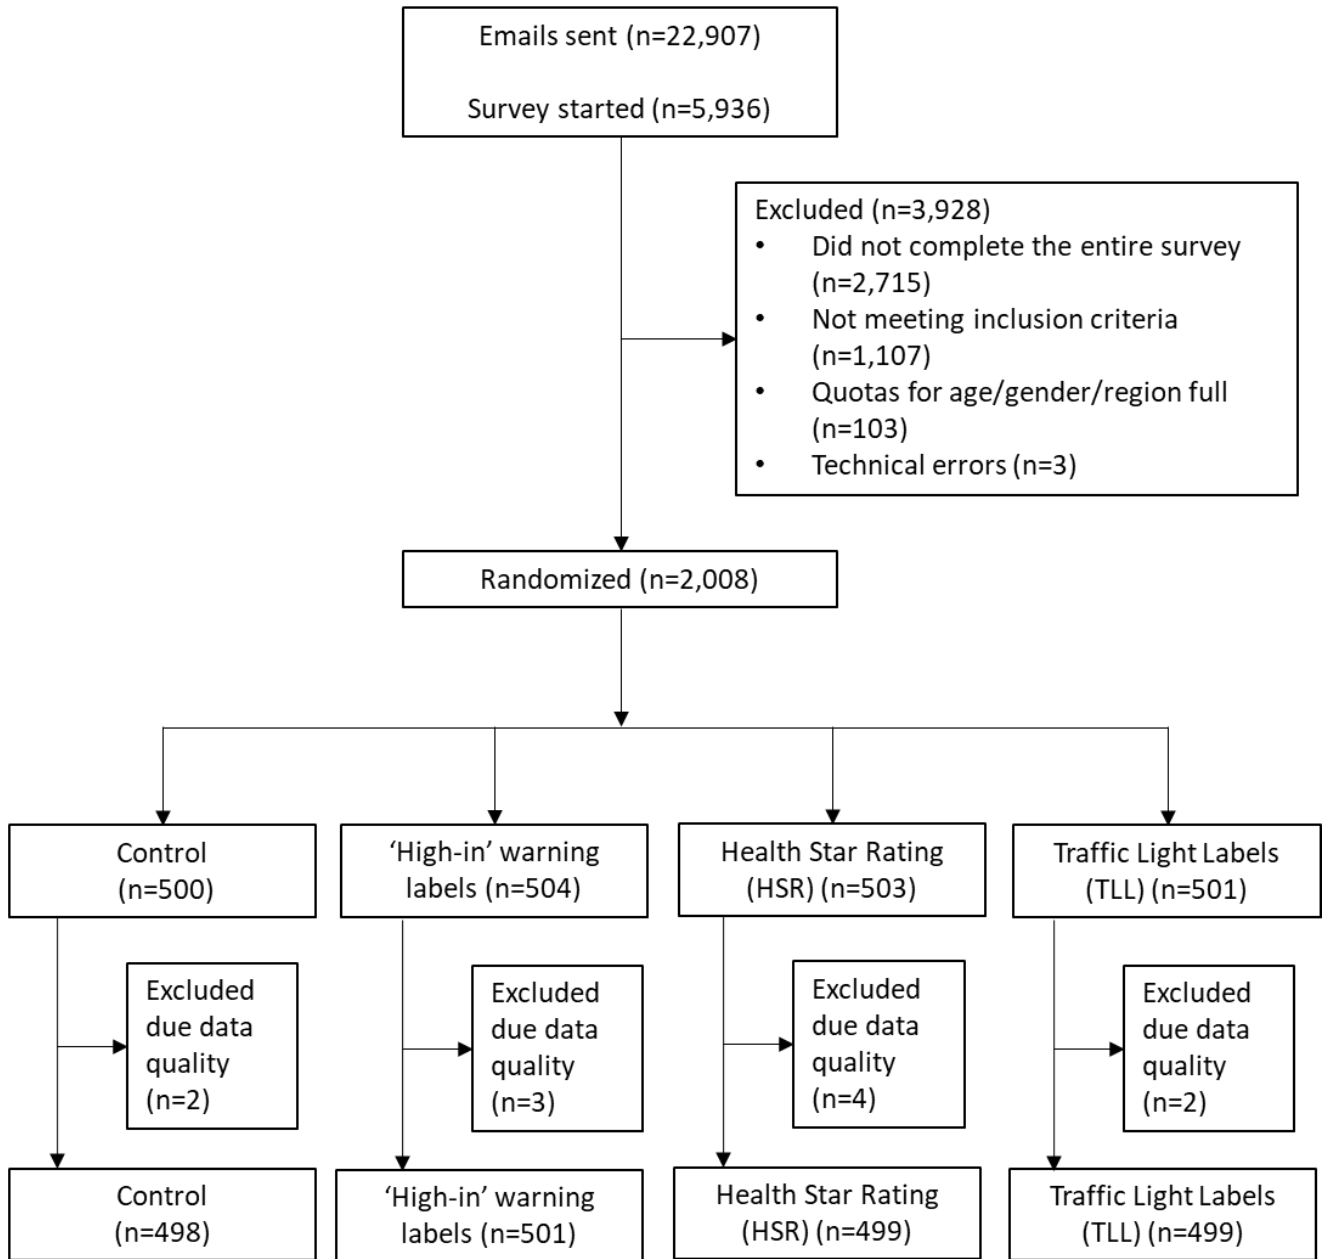 Emails sent (n=22,907)
Survey started (n=5,936)
Excluded (n=3,928)
• Did not complete the entire survey
(n=2,715)
• Not meeting inclusion criteria
(n=1,107)
• Quotas for age/gender/region full
(n=103)
• Technical errors (n=3)
Randomized (n=2,008)
Control
(n=500)
‘High-in’ warning
labels (n=504)
Health Star Rating
(HSR) (n=503)
Traffic Light Labels
(TLL) (n=501)
Excluded
due data
quality
(n=2)
Excluded
due data
quality
(n=3)
Excluded
due data
quality
(n=4)
Excluded
due data
quality
(n=2)
Control
(n=498)
‘High-in’ warning
labels (n=501)
Health Star Rating
(HSR) (n=499)
Traffic Light Labels
(TLL) (n=499)